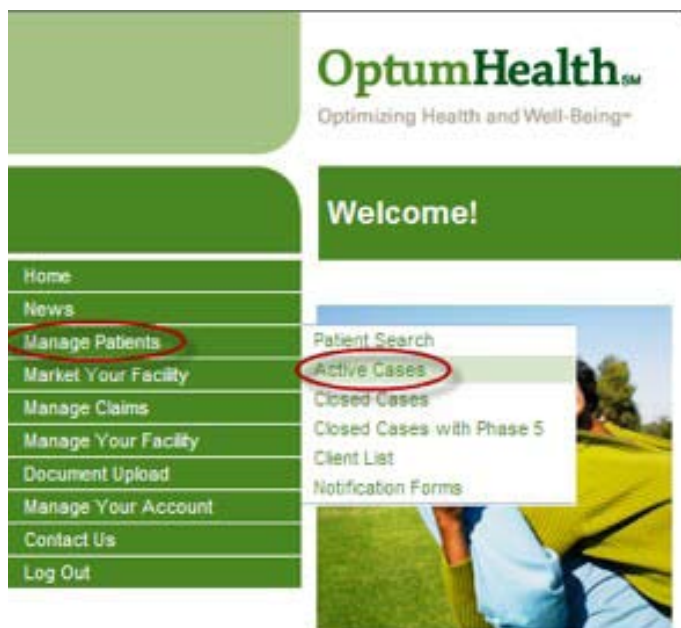 OptumHealth SM
Optimizing Health and Well-Being℠
Welcome!
Home
News
Manage Patients
Market Your Facility
Manage Claims
Manage Your Facility
Document Upload
Manage Your Account
Contact Us
Log Out
Patient Search
Active Cases
Closed Cases
Closed Cases with Phase 5
Client List
Notification Forms